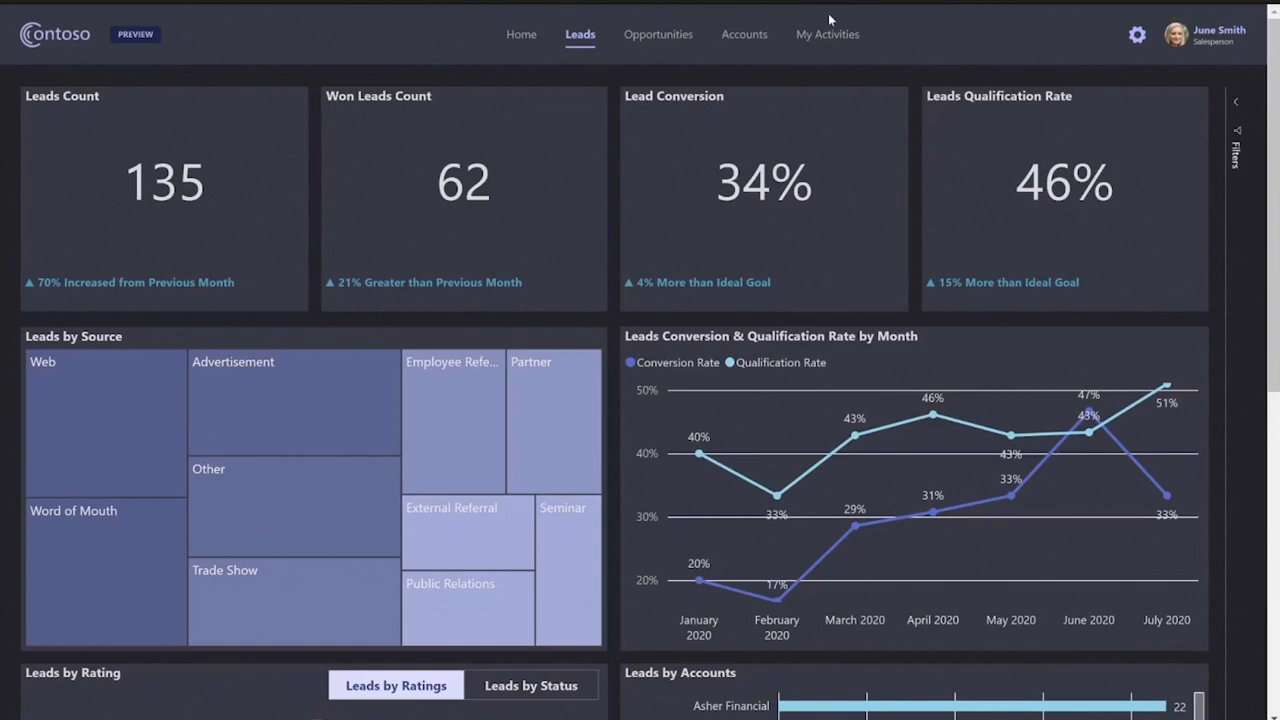 Contoso
PREVIEW
Home
Leads
Opportunities
Accounts
My Activities
June Smith
Salesperson
Leads Count
135
▲ 70% Increased from Previous Month
Won Leads Count
62
▲ 21% Greater than Previous Month
Lead Conversion
34%
▲ 4% More than Ideal Goal
Leads Qualification Rate
46%
▲ 15% More than Ideal Goal
Filters
Leads by Source
Web
Advertisement
Employee Refe...
Partner
Other
Word of Mouth
External Referral
Seminar
Trade Show
Public Relations
Leads Conversion & Qualification Rate by Month
Conversion Rate
Qualification Rate
50%
40%
30%
20%
40%
33%
43%
46%
43%
43%
51%
20%
17%
29%
31%
33%
47%
33%
January
2020
February
2020
March 2020
April 2020
May 2020
June 2020
July 2020
Leads by Rating
Leads by Ratings
Leads by Status
Leads by Accounts
Asher Financial
22